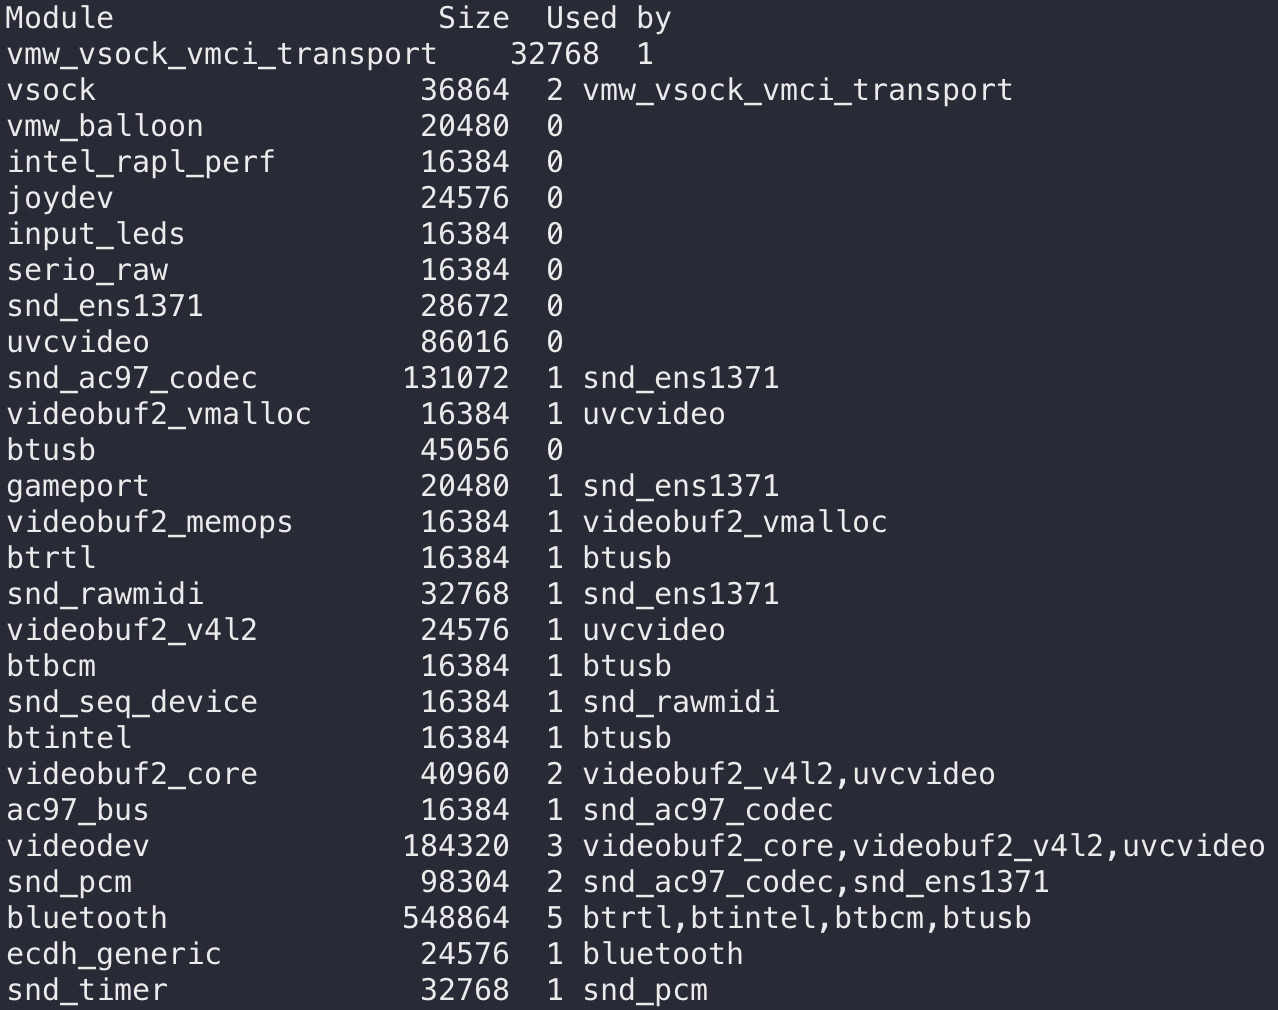 Module                  Size  Used by
vmw_vsock_vmci_transport    32768  1
vsock                  36864  2 vmw_vsock_vmci_transport
vmw_balloon            20480  0
intel_rapl_perf        16384  0
joydev                 24576  0
input_leds             16384  0
serio_raw              16384  0
snd_ens1371            28672  0
uvcvideo               86016  0
snd_ac97_codec        131072  1 snd_ens1371
videobuf2_vmalloc      16384  1 uvcvideo
btusb                  45056  0
gameport               20480  1 snd_ens1371
videobuf2_memops       16384  1 videobuf2_vmalloc
btrtl                  16384  1 btusb
snd_rawmidi            32768  1 snd_ens1371
videobuf2_v4l2         24576  1 uvcvideo
btbcm                  16384  1 btusb
snd_seq_device         16384  1 snd_rawmidi
btintel                16384  1 btusb
videobuf2_core         40960  2 videobuf2_v4l2,uvcvideo
ac97_bus               16384  1 snd_ac97_codec
videodev              184320  3 videobuf2_core,videobuf2_v4l2,uvcvideo
snd_pcm                98304  2 snd_ac97_codec,snd_ens1371
bluetooth             548864  5 btrtl,btintel,btbcm,btusb
ecdh_generic           24576  1 bluetooth
snd_timer              32768  1 snd_pcm